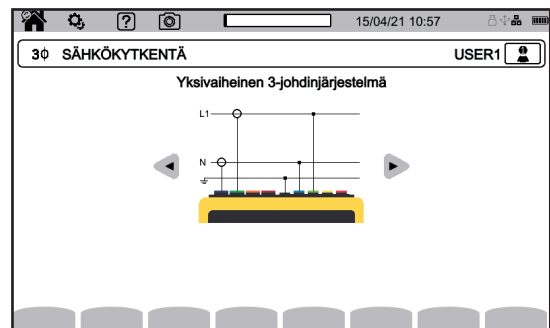 15/04/21 10:57
3φ SÄHKÖKYTKENTÄ USER1
Yksivaiheinen 3-johdinjärjestelmä
L1
N